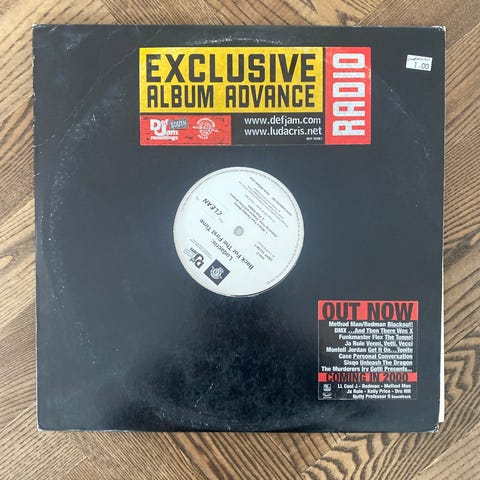 EXCLUSIVE
ALBUM ADVANCE
RADIO
Def Jam
recordings
SOUTH
www.defjam.com
www.ludacris.net
1.00
Ludacris:
Back For The First Time
CLEAN
OUT NOW
Method Man/Redman Blackout!
DMX ...And Then There Was X
Funkmaster Flex The Tunnel
Ja Rule Venni, Vetti, Vecci
Montell Jordan Get It On...Tonite
Case Personal Conversation
Sisqo Unleash The Dragon
The Murderers Irv Gotti Presents...
COMING IN 2000
LL Cool J - Redman - Method Man
Ja Rule - Kelly Price - Dru Hill
Nutty Professor II Soundtrack